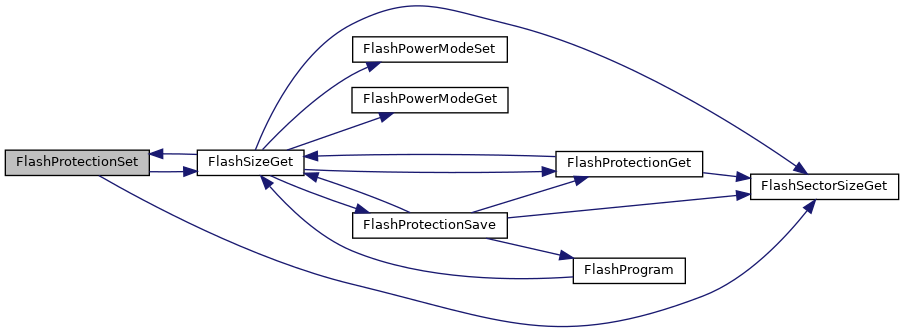 FlashPowerModeSet
FlashPowerModeGet
FlashProtectionSet
FlashSizeGet
FlashProtectionGet
FlashSectorSizeGet
FlashProtectionSave
FlashProgram